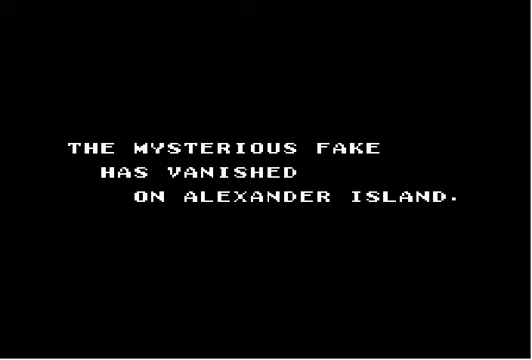 THE MYSTERIOUS FAKE
HAS VANISHED
ON ALEXANDER ISLAND.